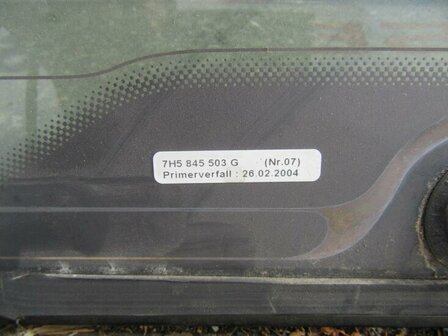 7H5 845 503 G (Nr.07)
Primerverfall : 26.02.2004